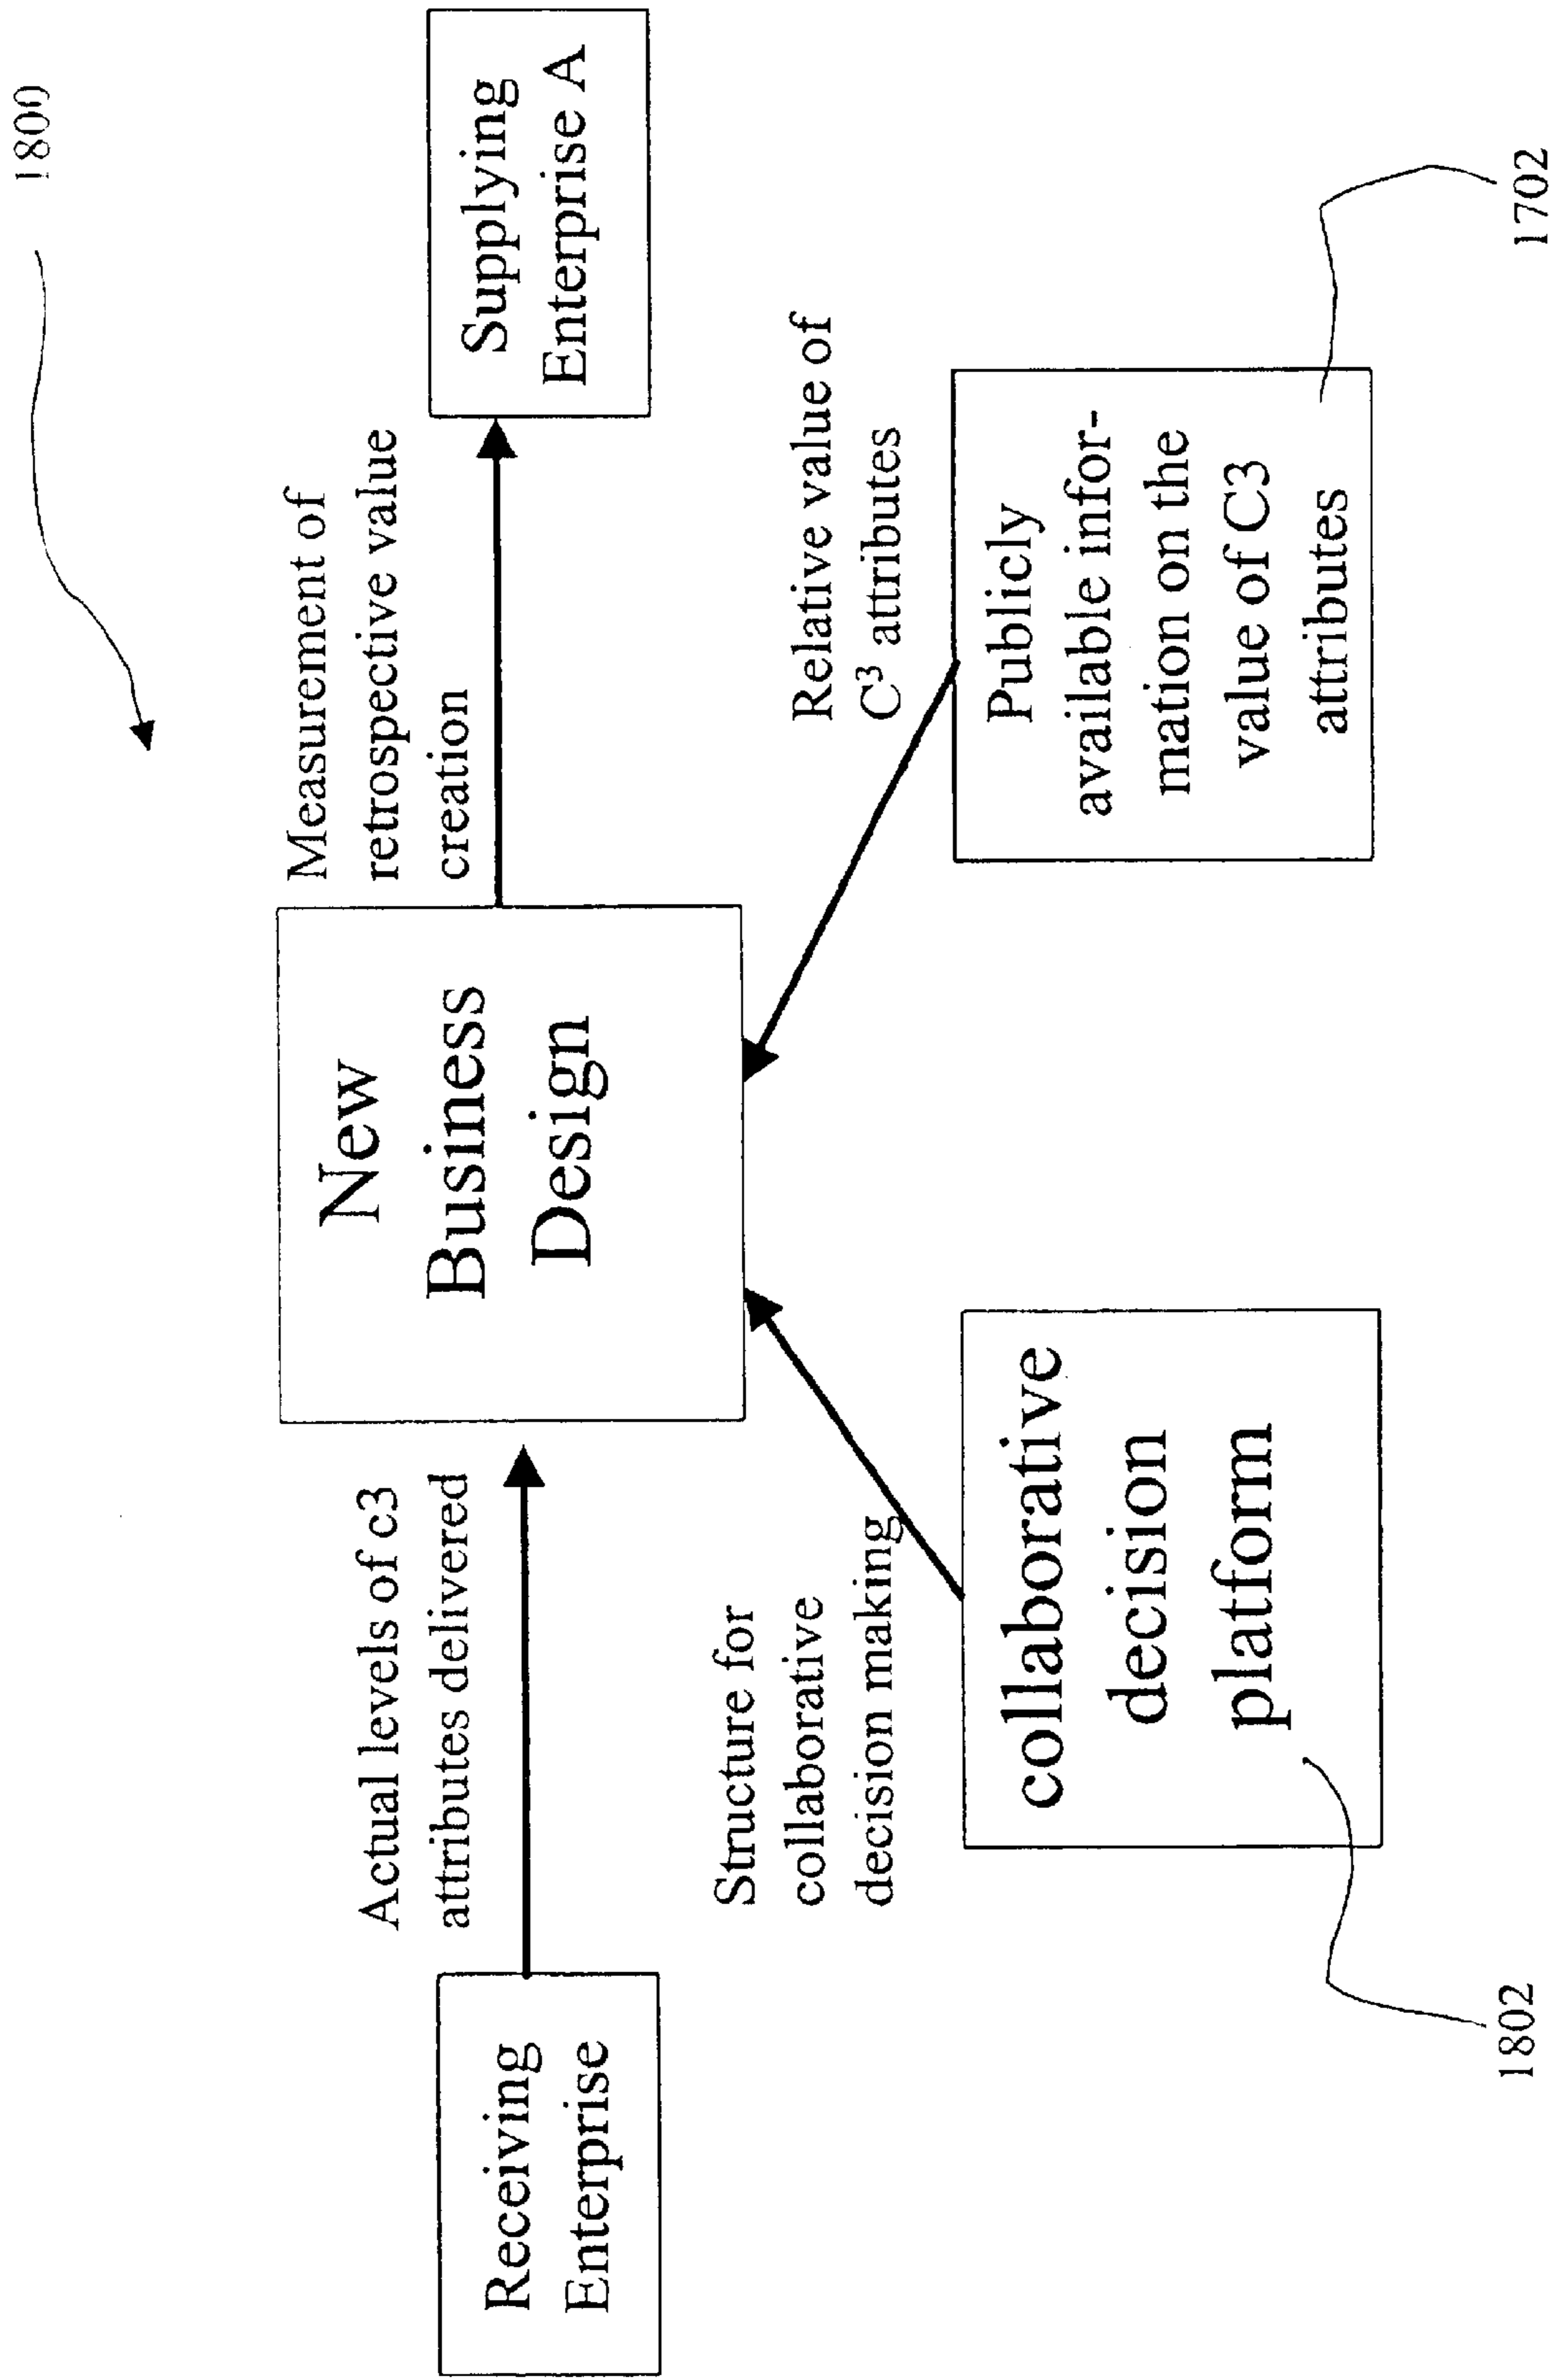 1800
Receiving
Enterprise
Actual levels of c3
attributes delivered
New
Business
Design
Measurement of
retrospective value
creation
Supplying
Enterprise A
Structure for
collaborative
decision making
collaborative
decision
platform
1802
Relative value of
C³ attributes
Publicly
available infor-
mation on the
value of C3
attributes
1702